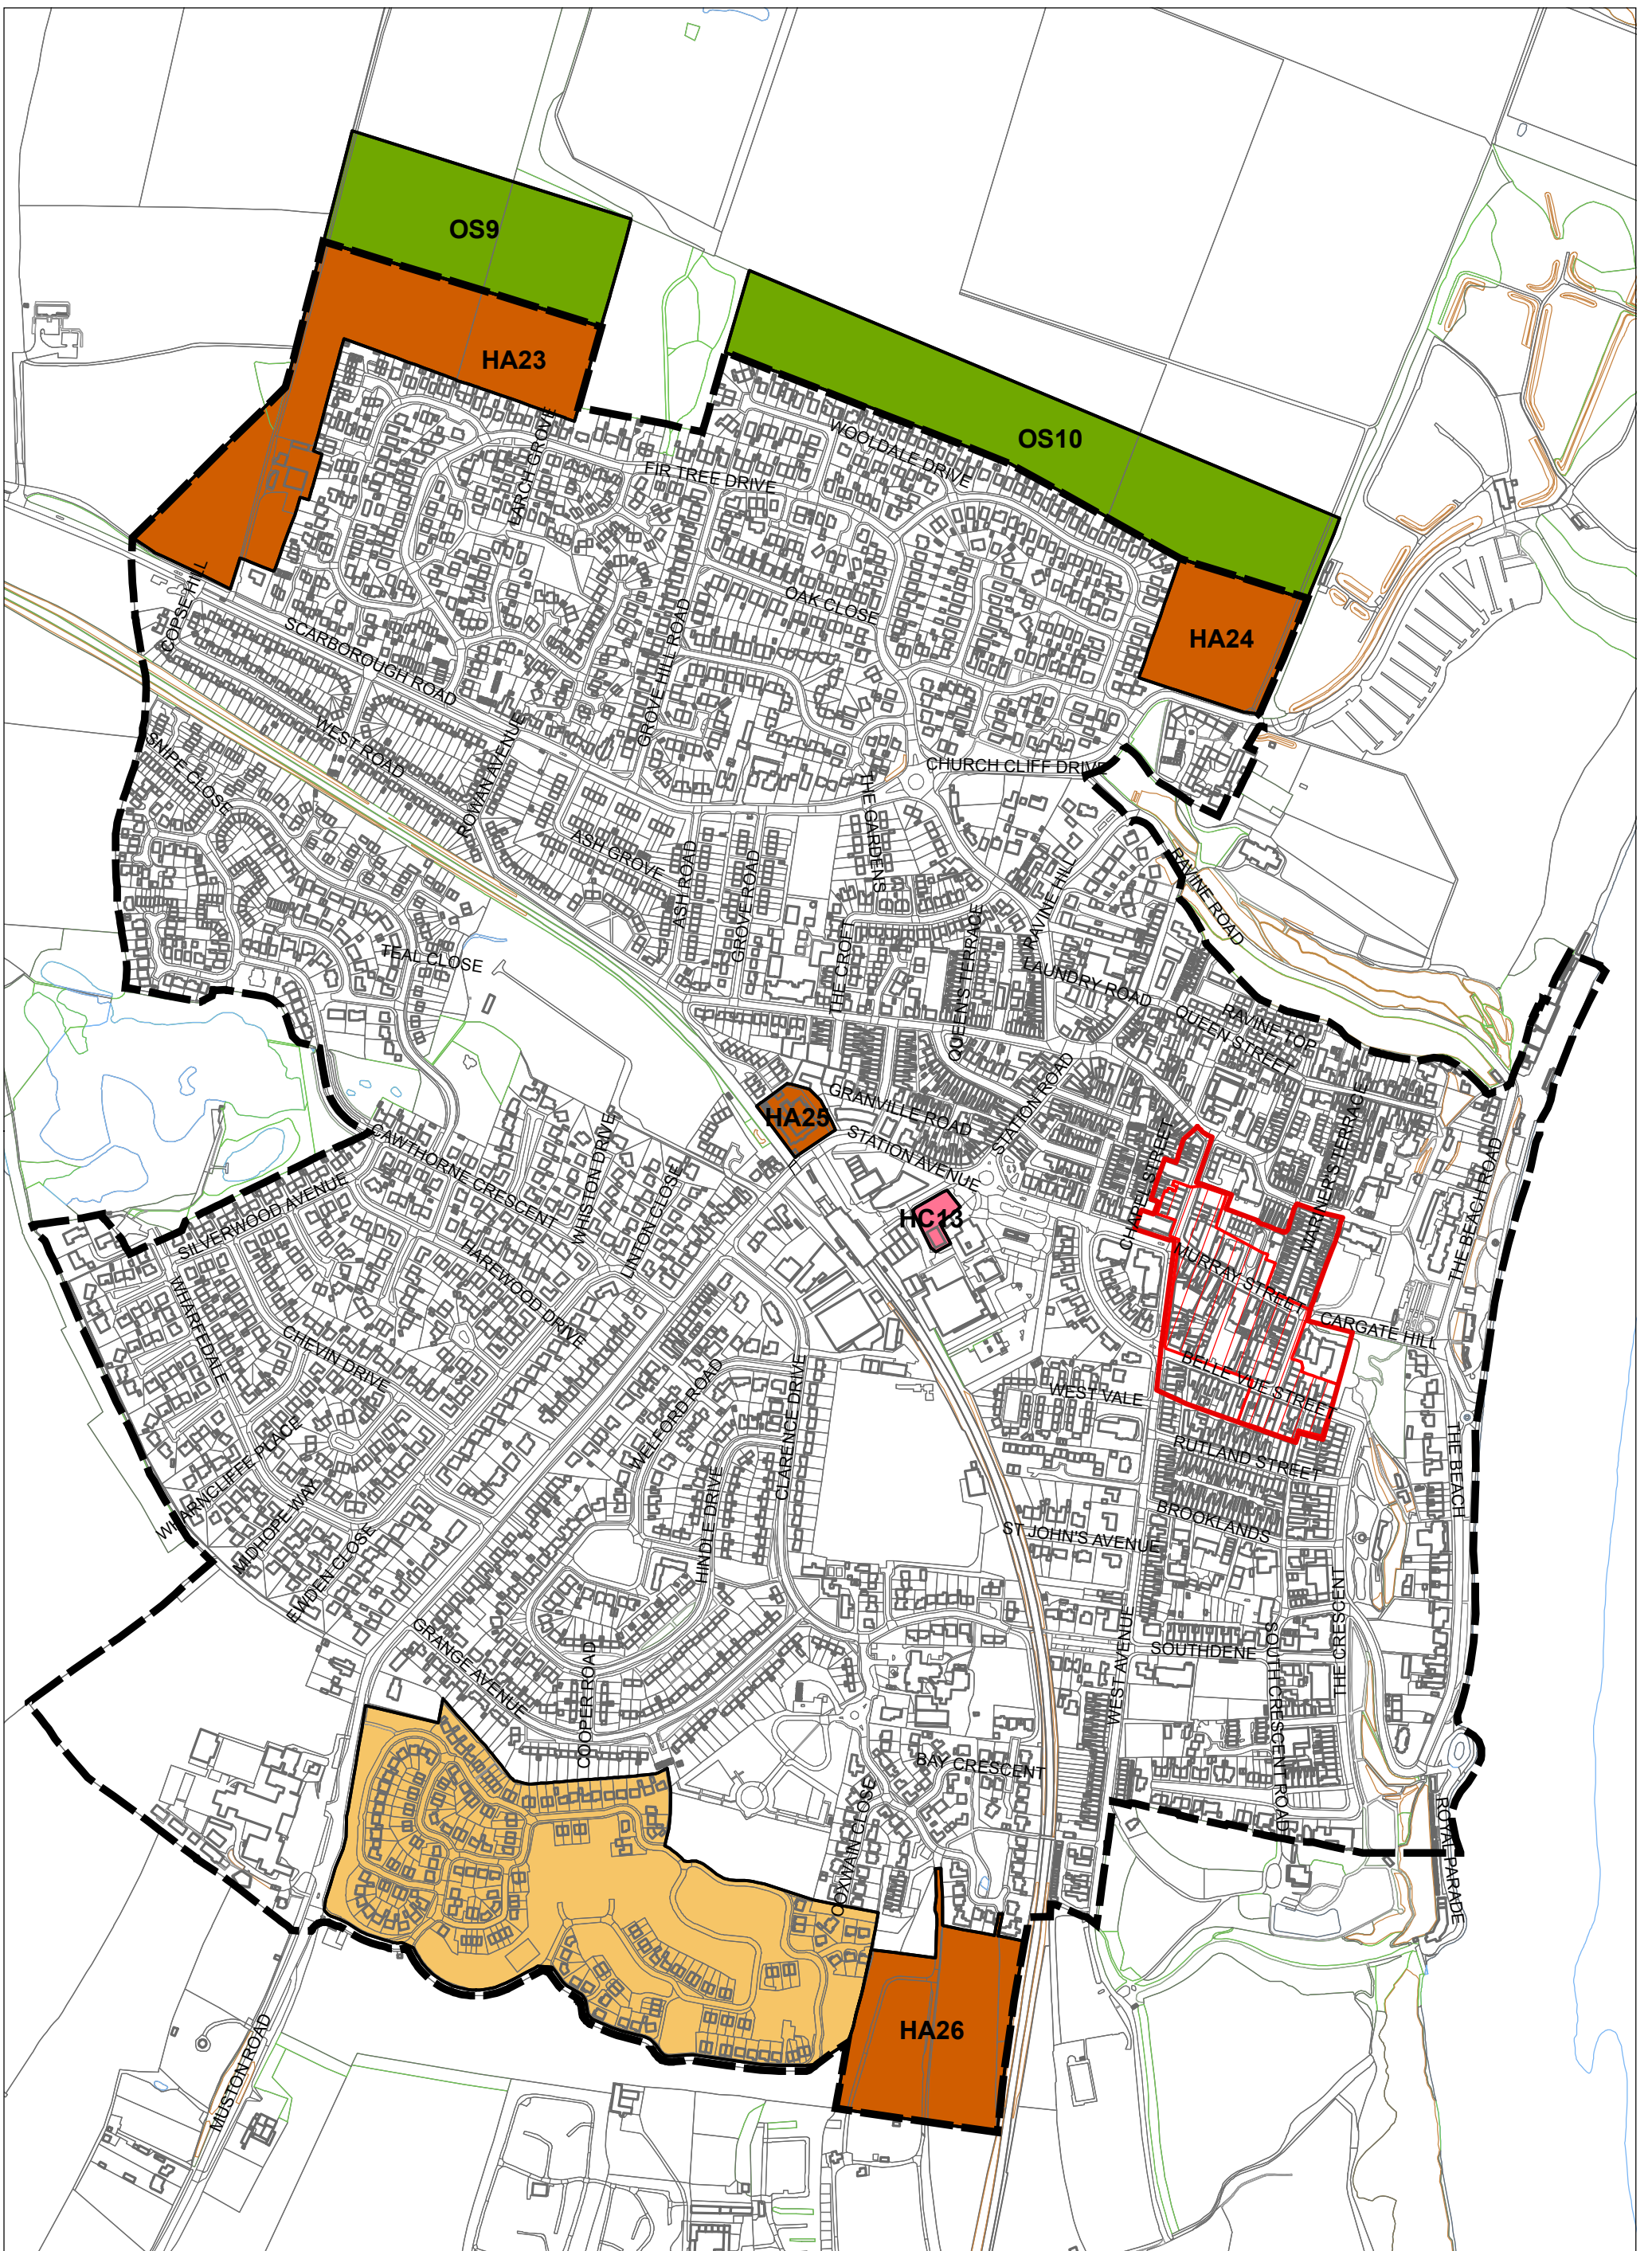 OS9
HA23
OS10
WOOLDALE DRIVE
LARCH GROVE
FIR TREE DRIVE
COPSE HILL
OAK CLOSE
HA24
SCARBOROUGH ROAD
GROVE HILL ROAD
WEST ROAD
SNIPE CLOSE
ROWAN AVENUE
CHURCH CLIFF DRIVE
THE GARDENS
ASH GROVE
ASH ROAD
GROVE ROAD
RAVINE HILL
RAVINE ROAD
TEAL CLOSE
THE CROFT
QUEEN'S TERRACE
LAUNDRY ROAD
RAVINE TOP
QUEEN STREET
HA25
GRANVILLE ROAD
STATION ROAD
STATION AVENUE
MARINER'S TERRACE
CHAPEL STREET
CAWTHORNE CRESCENT
WHISTON DRIVE
LINTON CLOSE
SILVERWOOD AVENUE
HAREWOOD DRIVE
HC13
THE BEACH ROAD
MURRAY STREET
CARGATE HILL
WHARFEDALE
CHEVIN DRIVE
BELLE VUE STREET
WEST VALE
WELFORD ROAD
CLARENCE DRIVE
RUTLAND STREET
THE BEACH
WHARNCLIFFE PLACE
MIDHOPE WAY
EWDEN CLOSE
HINDLE DRIVE
BROOKLANDS
ST JOHN'S AVENUE
GRANGE AVENUE
COOPER ROAD
WEST AVENUE
SOUTHDENE
SOUTH CRESCENT ROAD
THE CRESCENT
BAY CRESCENT
COXWAIN CLOSE
ROYAL PARADE
HA26
MUSTON ROAD